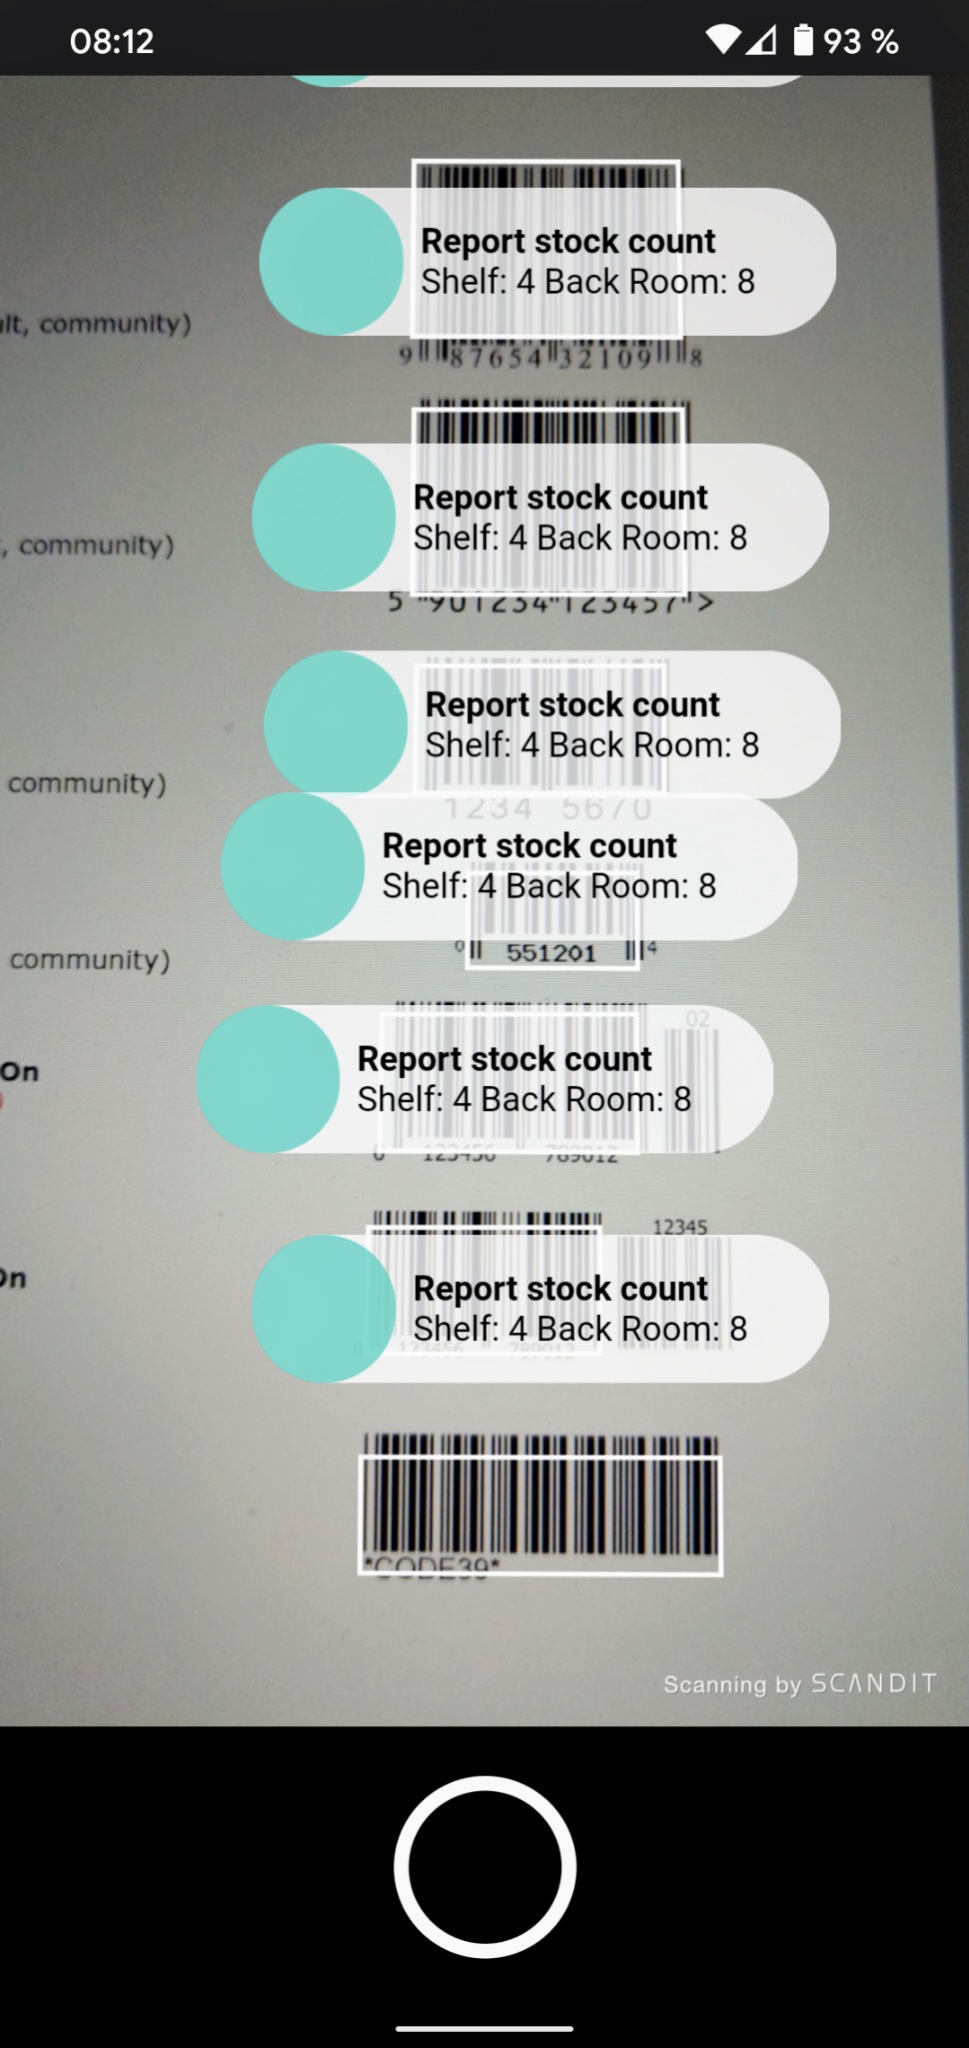 08:12
93 %
Report stock count
Shelf: 4 Back Room: 8
lt, community)
9 87654 32109 8
Report stock count
Shelf: 4 Back Room: 8
, community)
5 "901234"123457">
Report stock count
Shelf: 4 Back Room: 8
community)
1234 5670
Report stock count
Shelf: 4 Back Room: 8
0 551201 4
community)
02
Report stock count
Shelf: 4 Back Room: 8
On
0 123456 789012
12345
Report stock count
Shelf: 4 Back Room: 8
On
0 123456 789012
*CODE39*
Scanning by SCANDIT